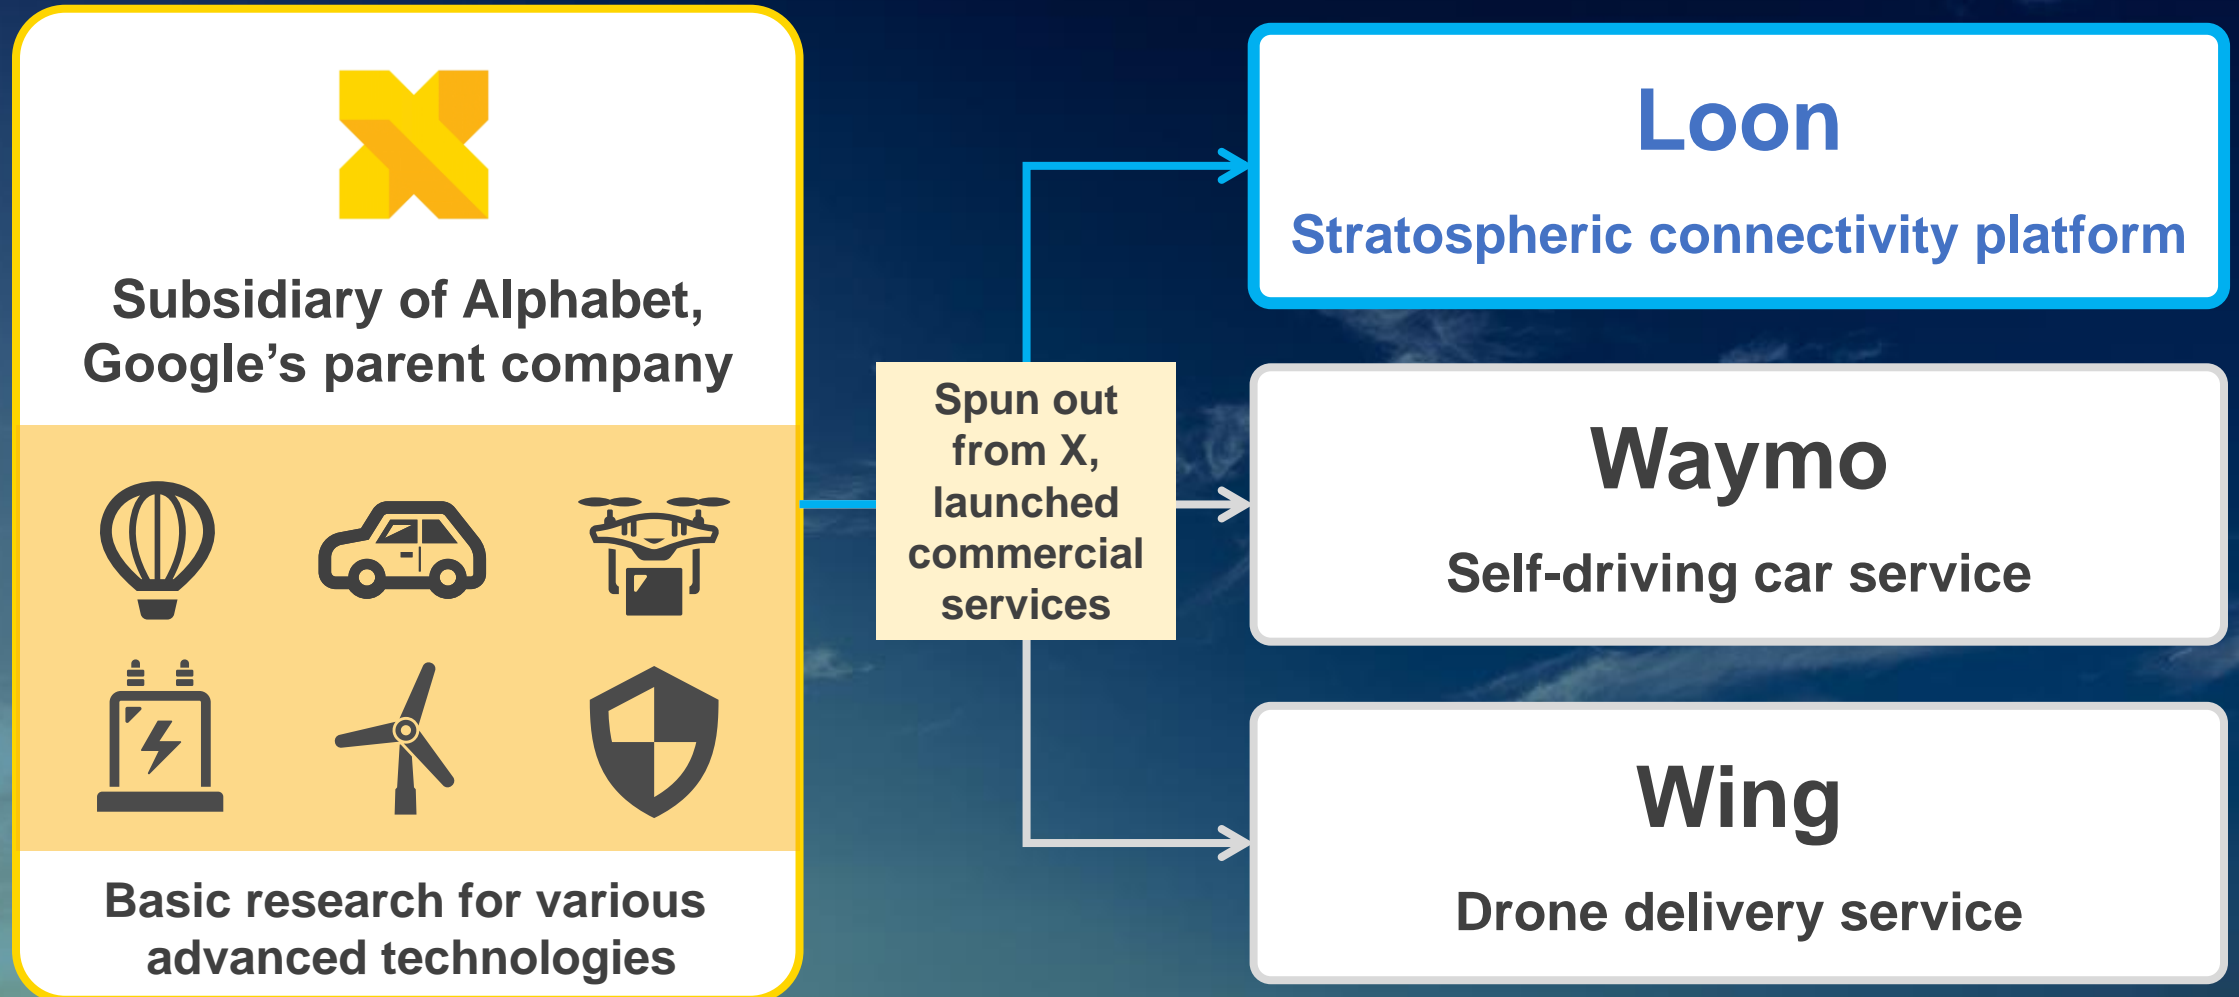 Subsidiary of Alphabet,
Google’s parent company
Basic research for various
advanced technologies
Spun out
from X,
launched
commercial
services
Loon
Stratospheric connectivity platform
Waymo
Self-driving car service
Wing
Drone delivery service